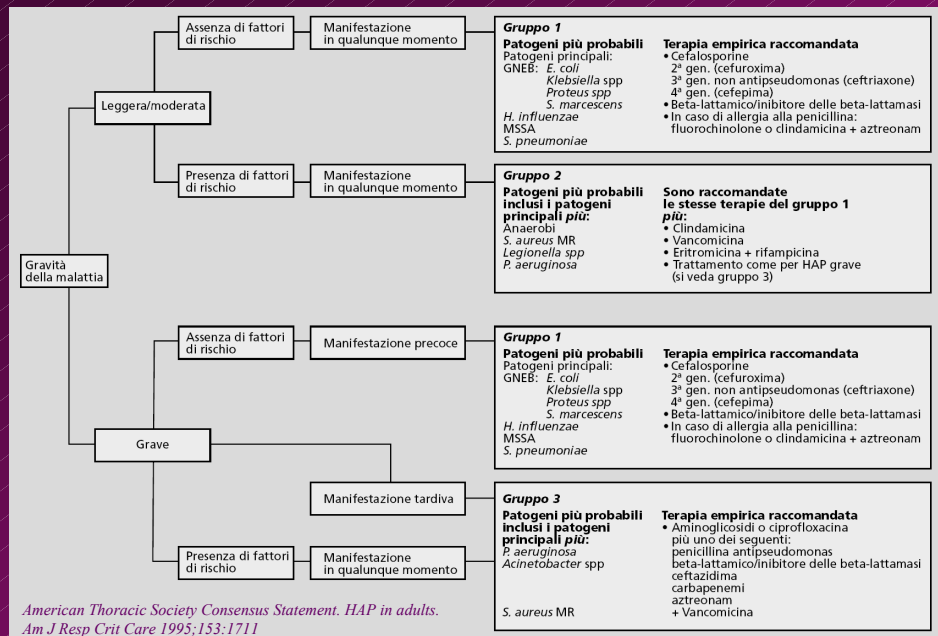 Gravità
della malattia
Leggera/moderata
Assenza di fattori
di rischio
Manifestazione
in qualunque momento
Gruppo 1
Patogeni più probabili
Patogeni principali:
GNEB: E. coli
Klebsiella spp
Proteus spp
S. marcescens
H. influenzae
MSSA
S. pneumoniae
Terapia empirica raccomandata
• Cefalosporine
2ª gen. (cefuroxima)
3ª gen. non antipseudomonas (ceftriaxone)
4ª gen. (cefepima)
• Beta-lattamico/inibitore delle beta-lattamasi
• In caso di allergia alla penicillina:
fluorochinolone o clindamicina + aztreonam
Presenza di fattori
di rischio
Manifestazione
in qualunque momento
Gruppo 2
Patogeni più probabili
inclusi i patogeni
principali più:
Anaerobi
S. aureus MR
Legionella spp
P. aeruginosa
Sono raccomandate
le stesse terapie del gruppo 1
più:
• Clindamicina
• Vancomicina
• Eritromicina + rifampicina
• Trattamento come per HAP grave
(si veda gruppo 3)
Grave
Assenza di fattori
di rischio
Manifestazione precoce
Gruppo 1
Patogeni più probabili
Patogeni principali:
GNEB: E. coli
Klebsiella spp
Proteus spp
S. marcescens
H. influenzae
MSSA
S. pneumoniae
Terapia empirica raccomandata
• Cefalosporine
2ª gen. (cefuroxima)
3ª gen. non antipseudomonas (ceftriaxone)
4ª gen. (cefepima)
• Beta-lattamico/inibitore delle beta-lattamasi
• In caso di allergia alla penicillina:
fluorochinolone o clindamicina + aztreonam
Manifestazione tardiva
Presenza di fattori
di rischio
Manifestazione
in qualunque momento
Gruppo 3
Patogeni più probabili
inclusi i patogeni
principali più:
P. aeruginosa
Acinetobacter spp
S. aureus MR
Terapia empirica raccomandata
• Aminoglicosidi o ciprofloxacina
più uno dei seguenti:
penicillina antipseudomonas
beta-lattamico/inibitore delle beta-lattamasi
ceftazidima
carbapenemi
aztreonam
+ Vancomicina
American Thoracic Society Consensus Statement. HAP in adults.
Am J Resp Crit Care 1995;153:1711